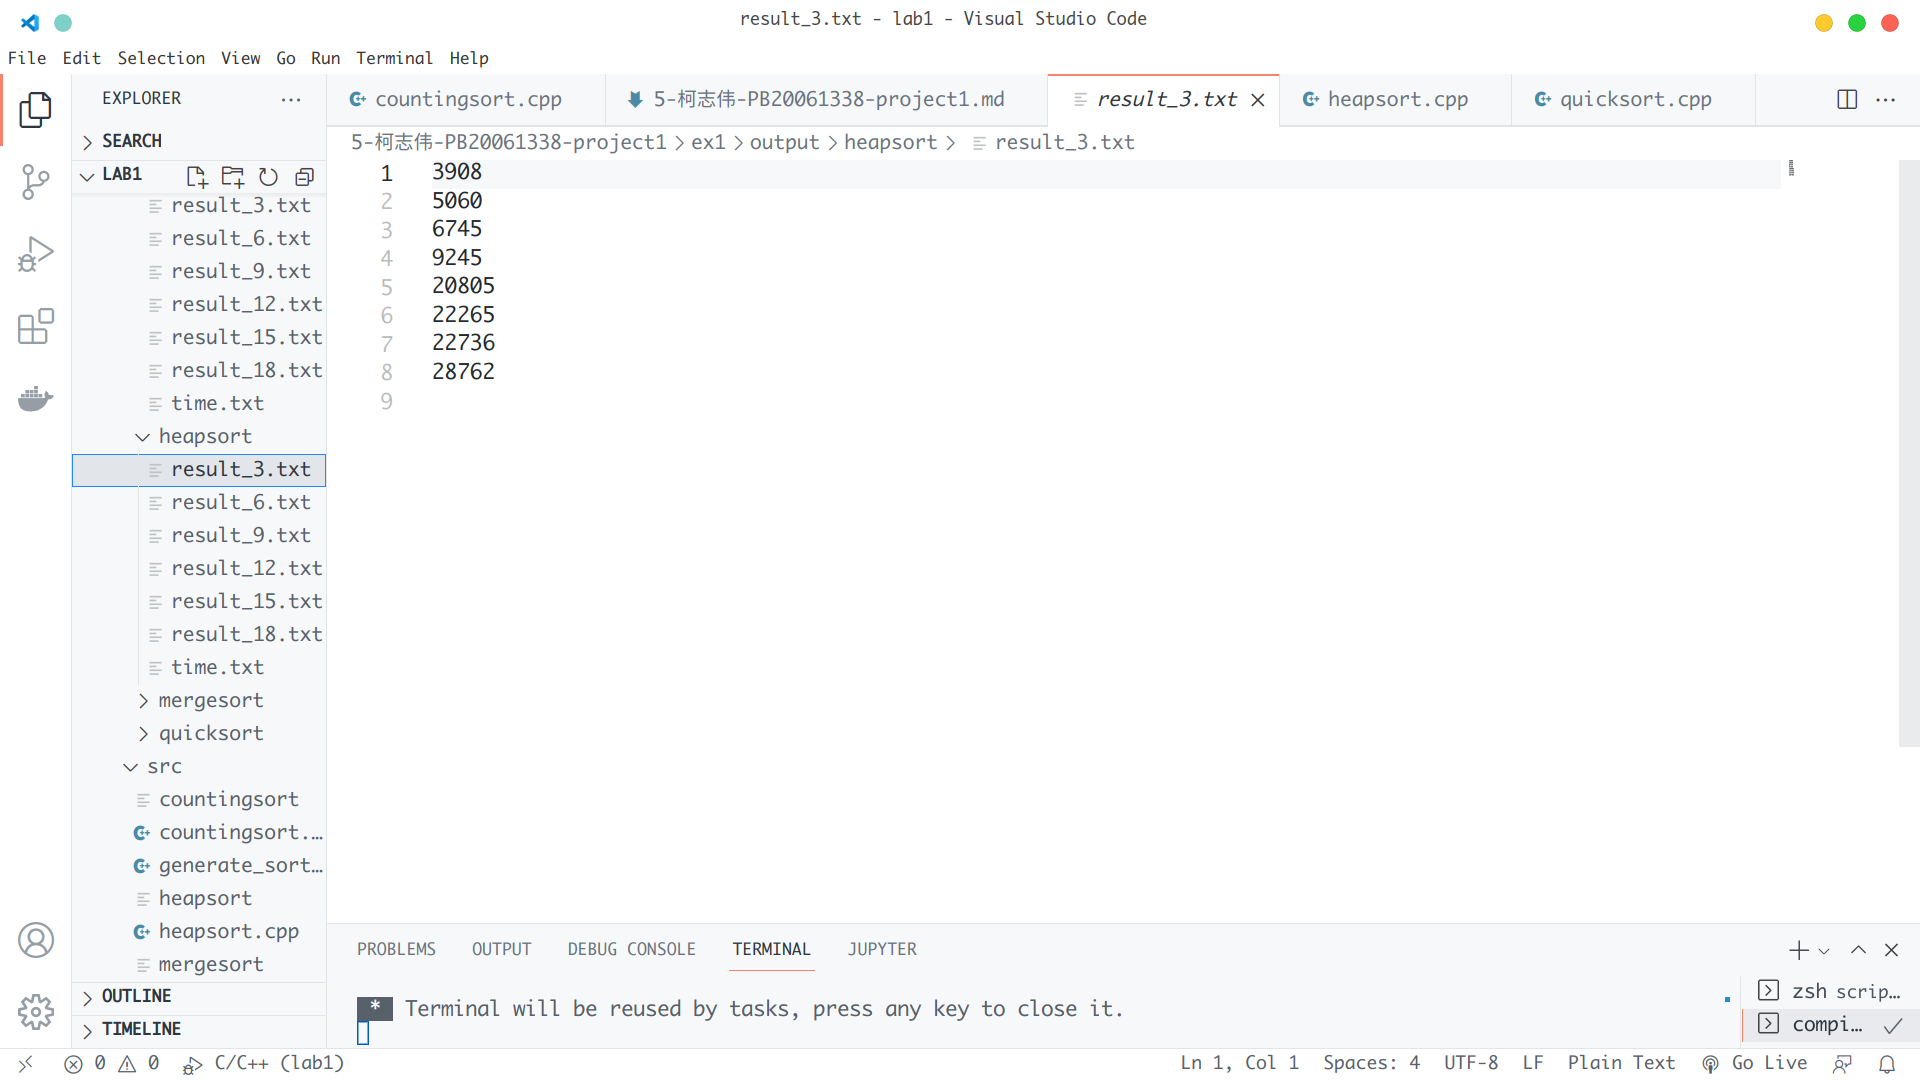 result_3.txt - lab1 - Visual Studio Code
File Edit Selection View Go Run Terminal Help
EXPLORER
SEARCH
LAB1
result_3.txt
result_6.txt
result_9.txt
result_12.txt
result_15.txt
result_18.txt
time.txt
heapsort
result_3.txt
result_6.txt
result_9.txt
result_12.txt
result_15.txt
result_18.txt
time.txt
mergesort
quicksort
src
countingsort
countingsort.…
generate_sort…
heapsort
heapsort.cpp
mergesort
OUTLINE
TIMELINE
countingsort.cpp 5-柯志伟-PB20061338-project1.md result_3.txt heapsort.cpp quicksort.cpp
5-柯志伟-PB20061338-project1 > ex1 > output > heapsort > result_3.txt
1 3908
2 5060
3 6745
4 9245
5 20805
6 22265
7 22736
8 28762
9
PROBLEMS OUTPUT DEBUG CONSOLE TERMINAL JUPYTER
* Terminal will be reused by tasks, press any key to close it.
zsh scrip…
compi…
0 0 C/C++ (lab1) Ln 1, Col 1 Spaces: 4 UTF-8 LF Plain Text Go Live